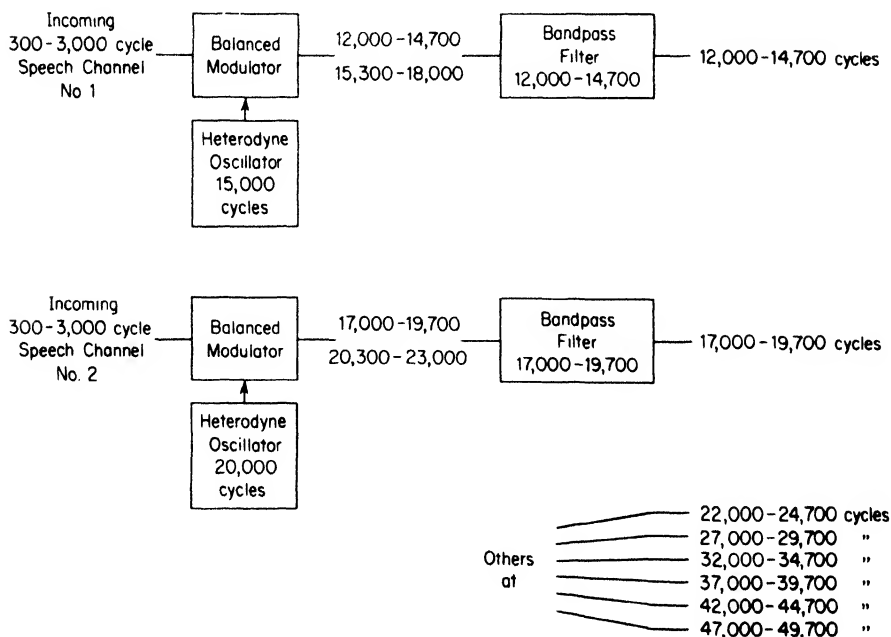 Incoming
300-3,000 cycle
Speech Channel
No 1
Balanced
Modulator
12,000-14,700
15,300-18,000
Bandpass
Filter
12,000-14,700
12,000-14,700 cycles
Heterodyne
Oscillator
15,000
cycles
Incoming
300-3,000 cycle
Speech Channel
No. 2
Balanced
Modulator
17,000-19,700
20,300-23,000
Bandpass
Filter
17,000-19,700
17,000-19,700 cycles
Heterodyne
Oscillator
20,000
cycles
Others
at
22,000-24,700 cycles
27,000-29,700 "
32,000-34,700 "
37,000-39,700 "
42,000-44,700 "
47,000-49,700 "